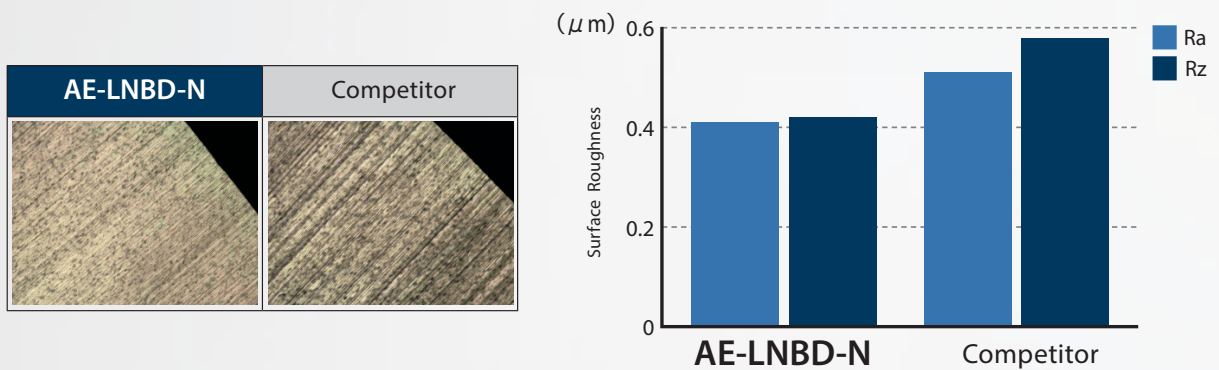 AE-LNBD-N
Competitor
(μm)
Surface Roughness
0.6
0.4
0.2
0
AE-LNBD-N
Competitor
Ra
Rz